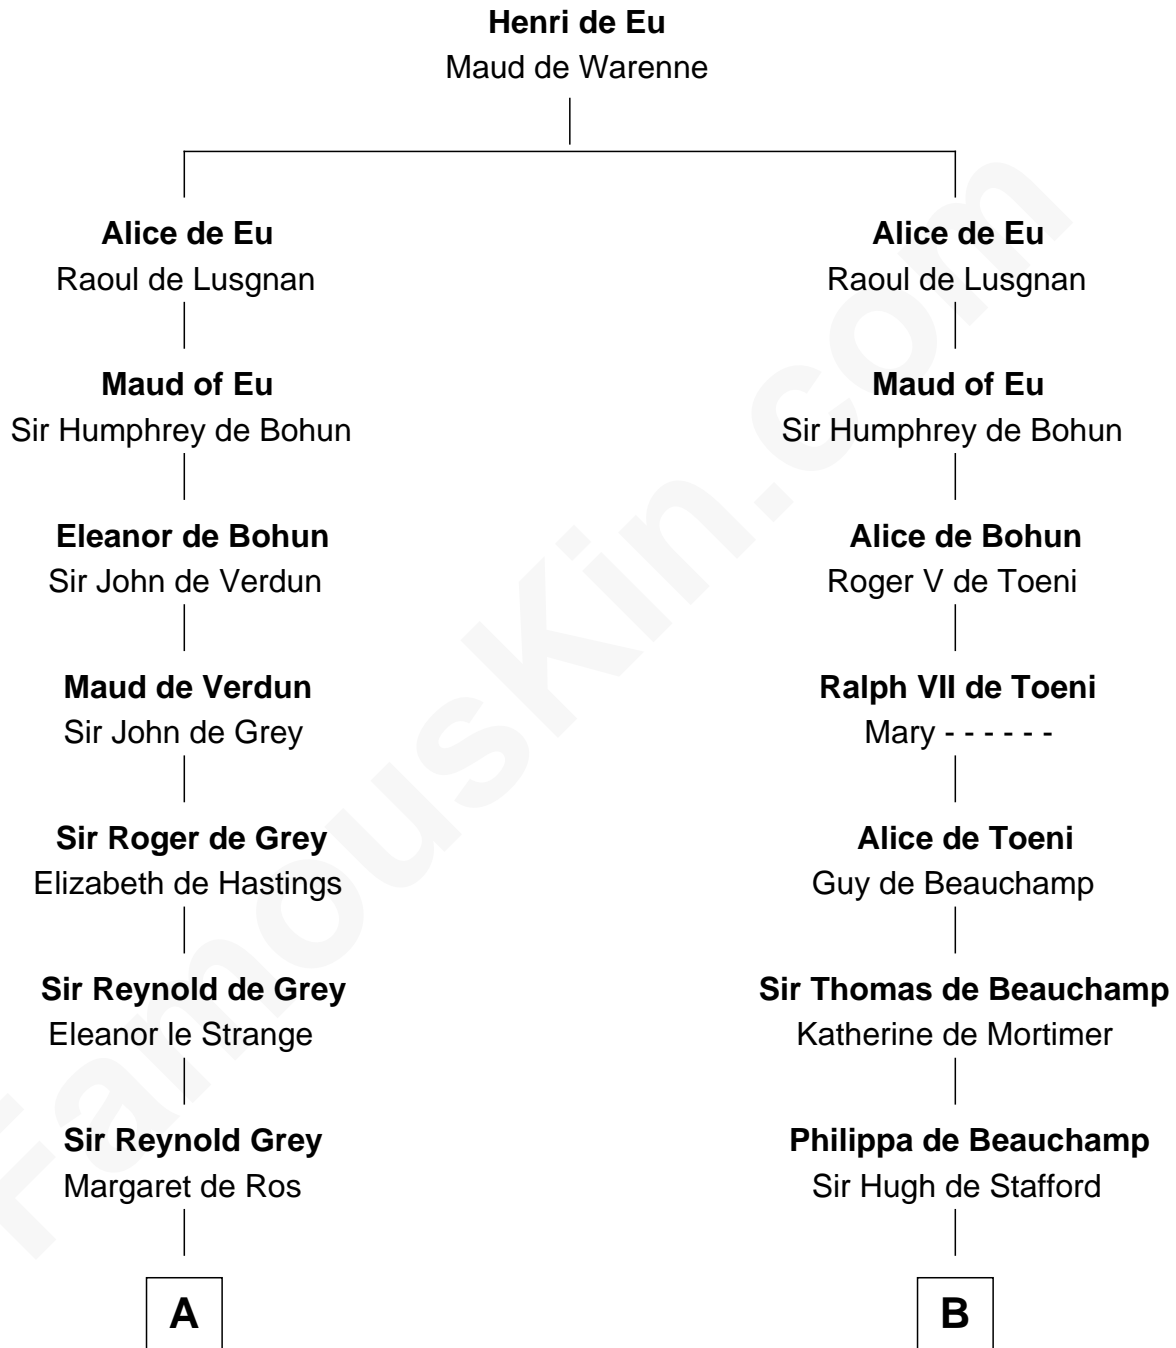 Henri de Eu
Maud de Warenne
Alice de Eu
Raoul de Lusgnan
Alice de Eu
Raoul de Lusgnan
Maud of Eu
Sir Humphrey de Bohun
Maud of Eu
Sir Humphrey de Bohun
Eleanor de Bohun
Sir John de Verdun
Alice de Bohun
Roger V de Toeni
Maud de Verdun
Sir John de Grey
Ralph VII de Toeni
Mary - - - - - -
Sir Roger de Grey
Elizabeth de Hastings
Alice de Toeni
Guy de Beauchamp
Sir Reynold de Grey
Eleanor le Strange
Sir Thomas de Beauchamp
Katherine de Mortimer
Sir Reynold Grey
Margaret de Ros
Philippa de Beauchamp
Sir Hugh de Stafford
A
B
FamousKin.com